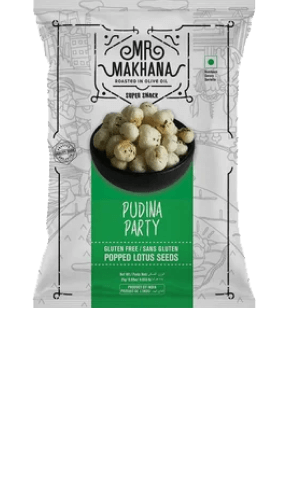 MR
MAKHANA
ROASTED IN OLIVE OIL
SUPER SNACK
PUDINA
PARTY
GLUTEN FREE / SANS GLUTEN
POPPED LOTUS SEEDS
PRODUCT OF INDIA